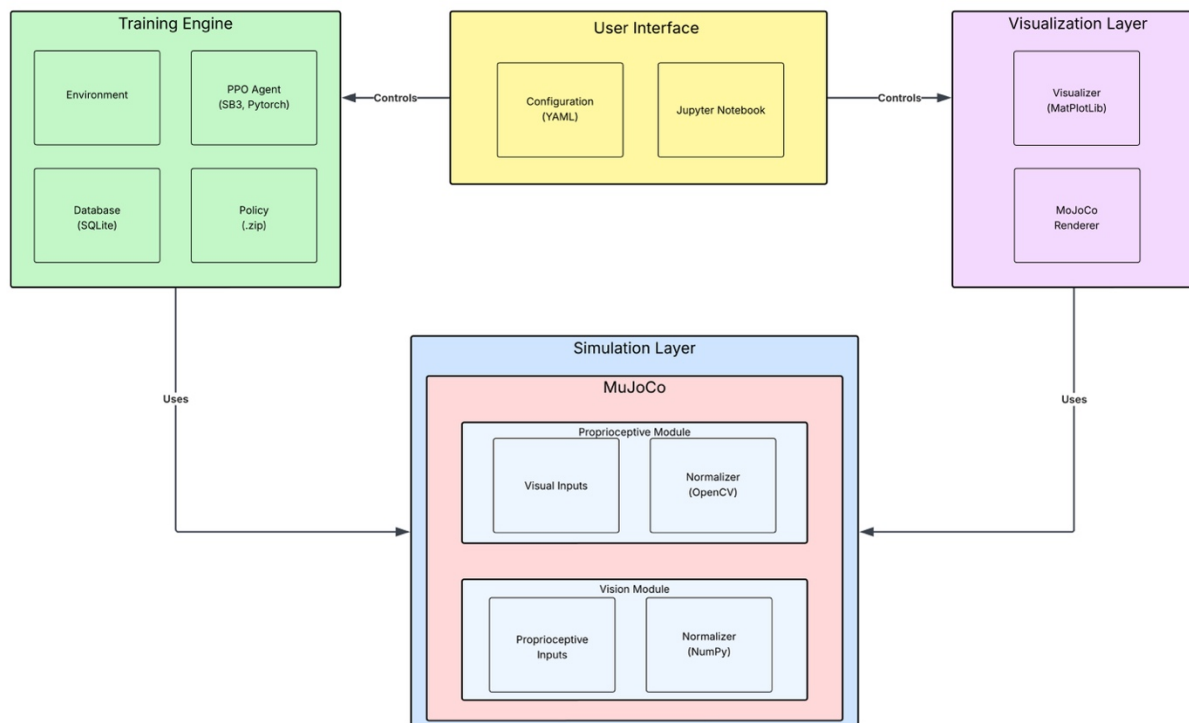 Training Engine
Environment
PPO Agent
(SB3, Pytorch)
Database
(SQLite)
Policy
(.zip)
Controls
User Interface
Configuration
(YAML)
Jupyter Notebook
Controls
Visualization Layer
Visualizer
(MatPlotLib)
MoJoCo
Renderer
Uses
Simulation Layer
MuJoCo
Proprioceptive Module
Visual Inputs
Normalizer
(OpenCV)
Vision Module
Proprioceptive
Inputs
Normalizer
(NumPy)
Uses